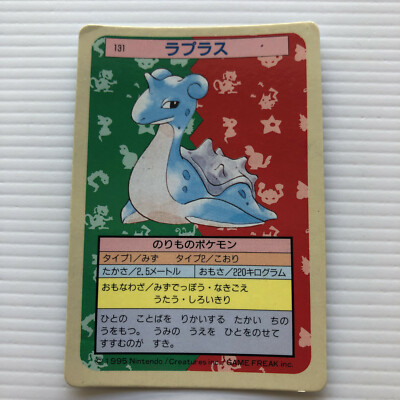 131 ラプラス
のりものポケモン
タイプ1/みず タイプ2/こおり
たかさ/2.5メートル おもさ/220キログラム
おもなわざ/みずでっぽう・なきごえ
うたう・しろいきり
ひとの ことばを りかいする たかい ちの
うをもつ。 うみの うえを ひとをのせて
すすむのが すき。
©1995 Nintendo/Creatures inc./GAME FREAK inc.